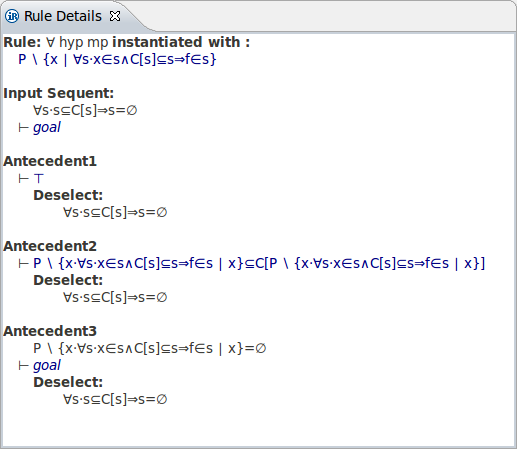 Rule Details
Rule: ∀ hyp mp instantiated with :
P ∖ {x ∣ ∀s·x∈s∧C[s]⊆s⇒f∈s}
Input Sequent:
∀s·s⊆C[s]⇒s=∅
⊢ goal
Antecedent1
⊢ ⊤
Deselect:
∀s·s⊆C[s]⇒s=∅
Antecedent2
⊢ P ∖ {x·∀s·x∈s∧C[s]⊆s⇒f∈s ∣ x}⊆C[P ∖ {x·∀s·x∈s∧C[s]⊆s⇒f∈s ∣ x}]
Deselect:
∀s·s⊆C[s]⇒s=∅
Antecedent3
P ∖ {x·∀s·x∈s∧C[s]⊆s⇒f∈s ∣ x}=∅
⊢ goal
Deselect:
∀s·s⊆C[s]⇒s=∅